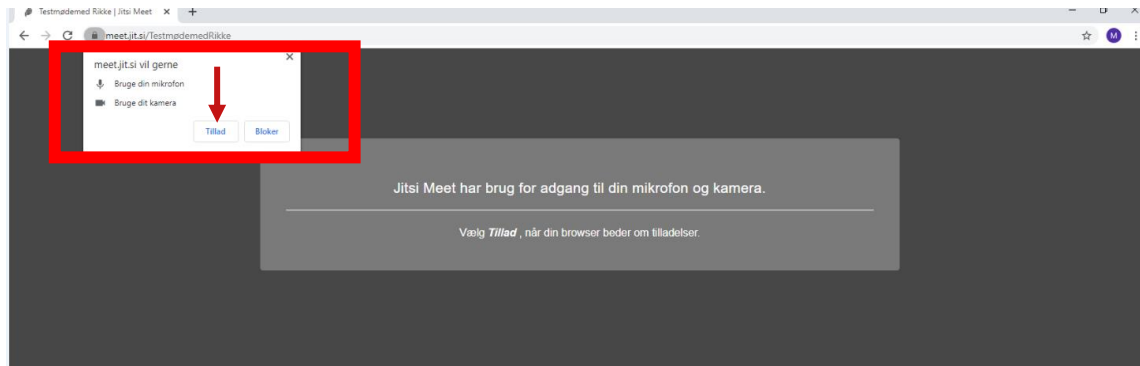 Testmødemed Rikke | Jitsi Meet
meet.jit.si/TestmødemedRikke
M
meet.jit.si vil gerne
Bruge din mikrofon
Bruge dit kamera
Tillad Bloker
Jitsi Meet har brug for adgang til din mikrofon og kamera.
Vælg Tillad , når din browser beder om tilladelser.